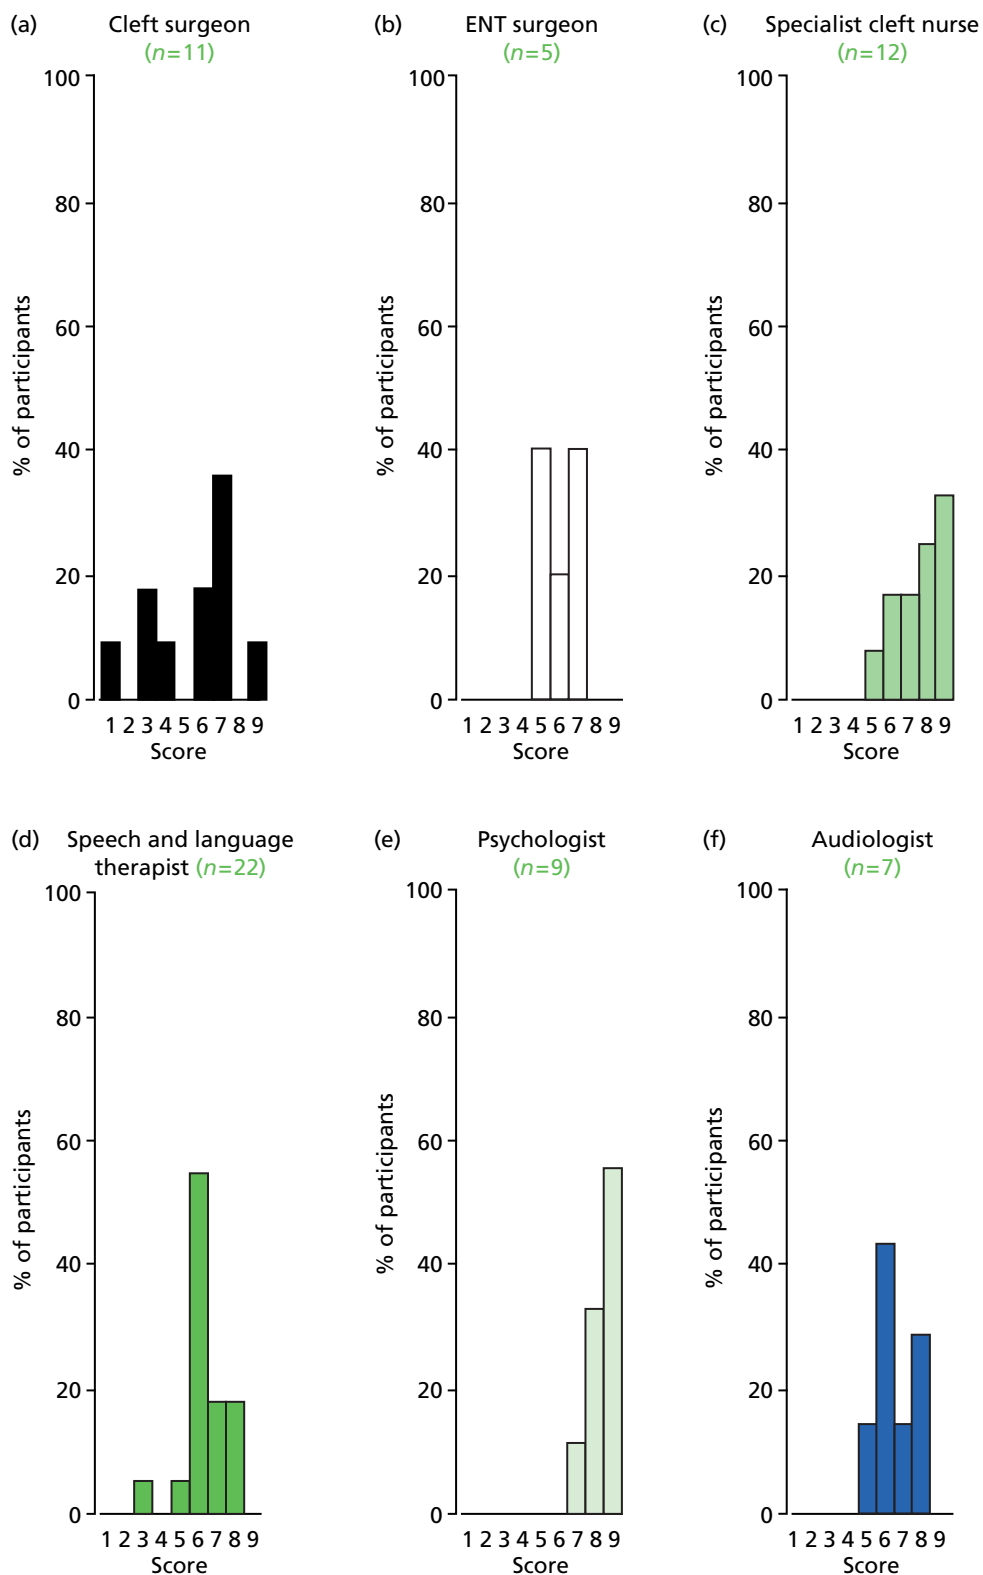 (a) Cleft surgeon
(n=11)
100
80
60
40
20
0
% of participants
1 2 3 4 5 6 7 8 9
Score
(b) ENT surgeon
(n=5)
100
80
60
40
20
0
% of participants
1 2 3 4 5 6 7 8 9
Score
(c) Specialist cleft nurse
(n=12)
100
80
60
40
20
0
% of participants
1 2 3 4 5 6 7 8 9
Score
(d) Speech and language
therapist (n=22)
100
80
60
40
20
0
% of participants
1 2 3 4 5 6 7 8 9
Score
(e) Psychologist
(n=9)
100
80
60
40
20
0
% of participants
1 2 3 4 5 6 7 8 9
Score
(f) Audiologist
(n=7)
100
80
60
40
20
0
% of participants
1 2 3 4 5 6 7 8 9
Score